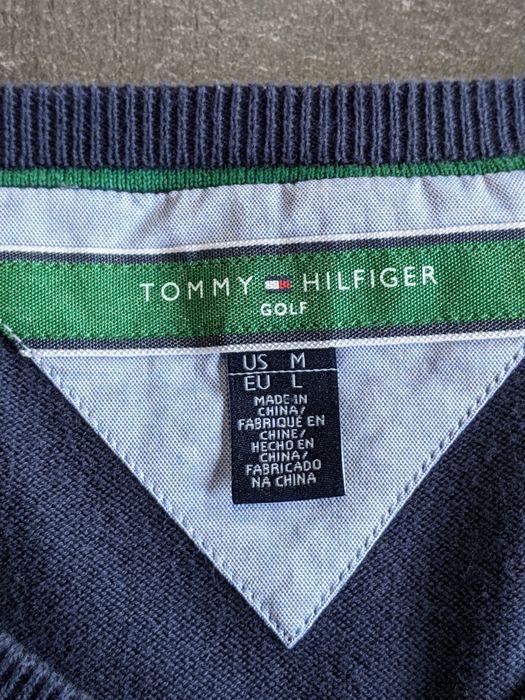 TOMMY HILFIGER
GOLF
US M
EU L
MADE IN
CHINA/
FABRIQUÉ EN
CHINE/
HECHO EN
CHINA/
FABRICADO
NA CHINA